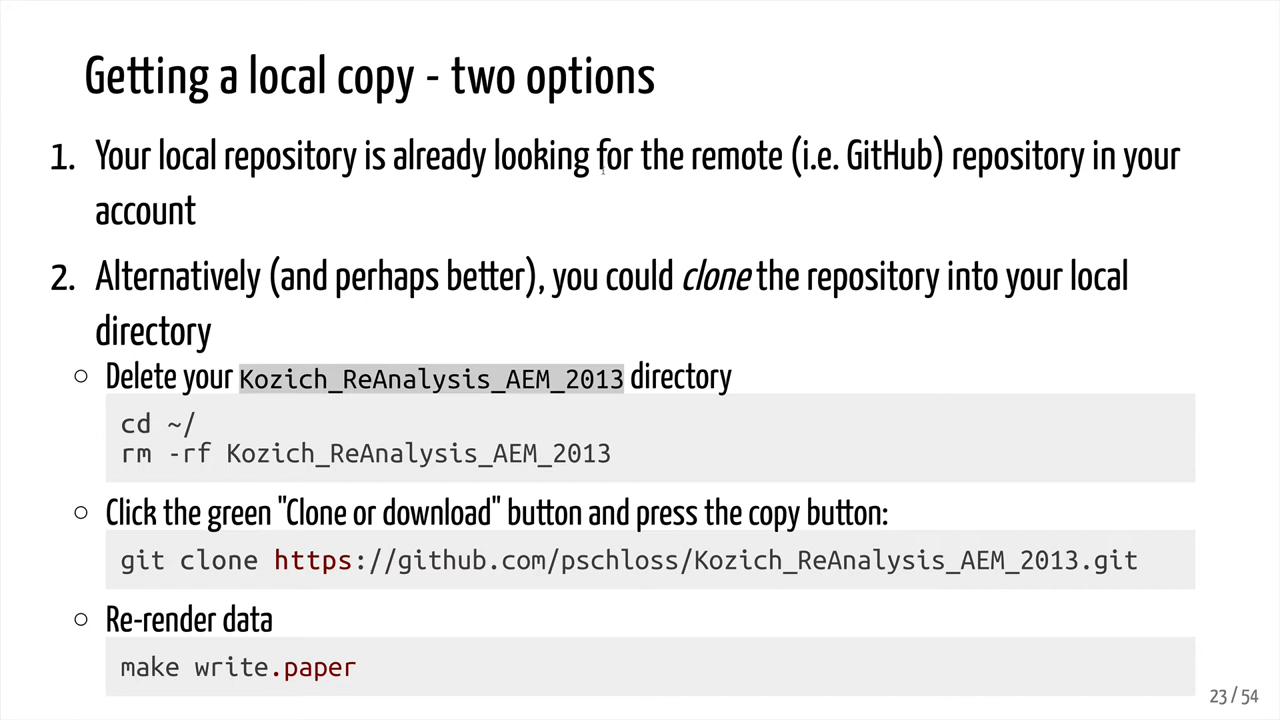 Getting a local copy - two options
1. Your local repository is already looking for the remote (i.e. GitHub) repository in your
account
2. Alternatively (and perhaps better), you could clone the repository into your local
directory
○ Delete your Kozich_ReAnalysis_AEM_2013 directory
cd ~/
rm -rf Kozich_ReAnalysis_AEM_2013
○ Click the green "Clone or download" button and press the copy button:
git clone https://github.com/pschloss/Kozich_ReAnalysis_AEM_2013.git
○ Re-render data
make write.paper
23 / 54